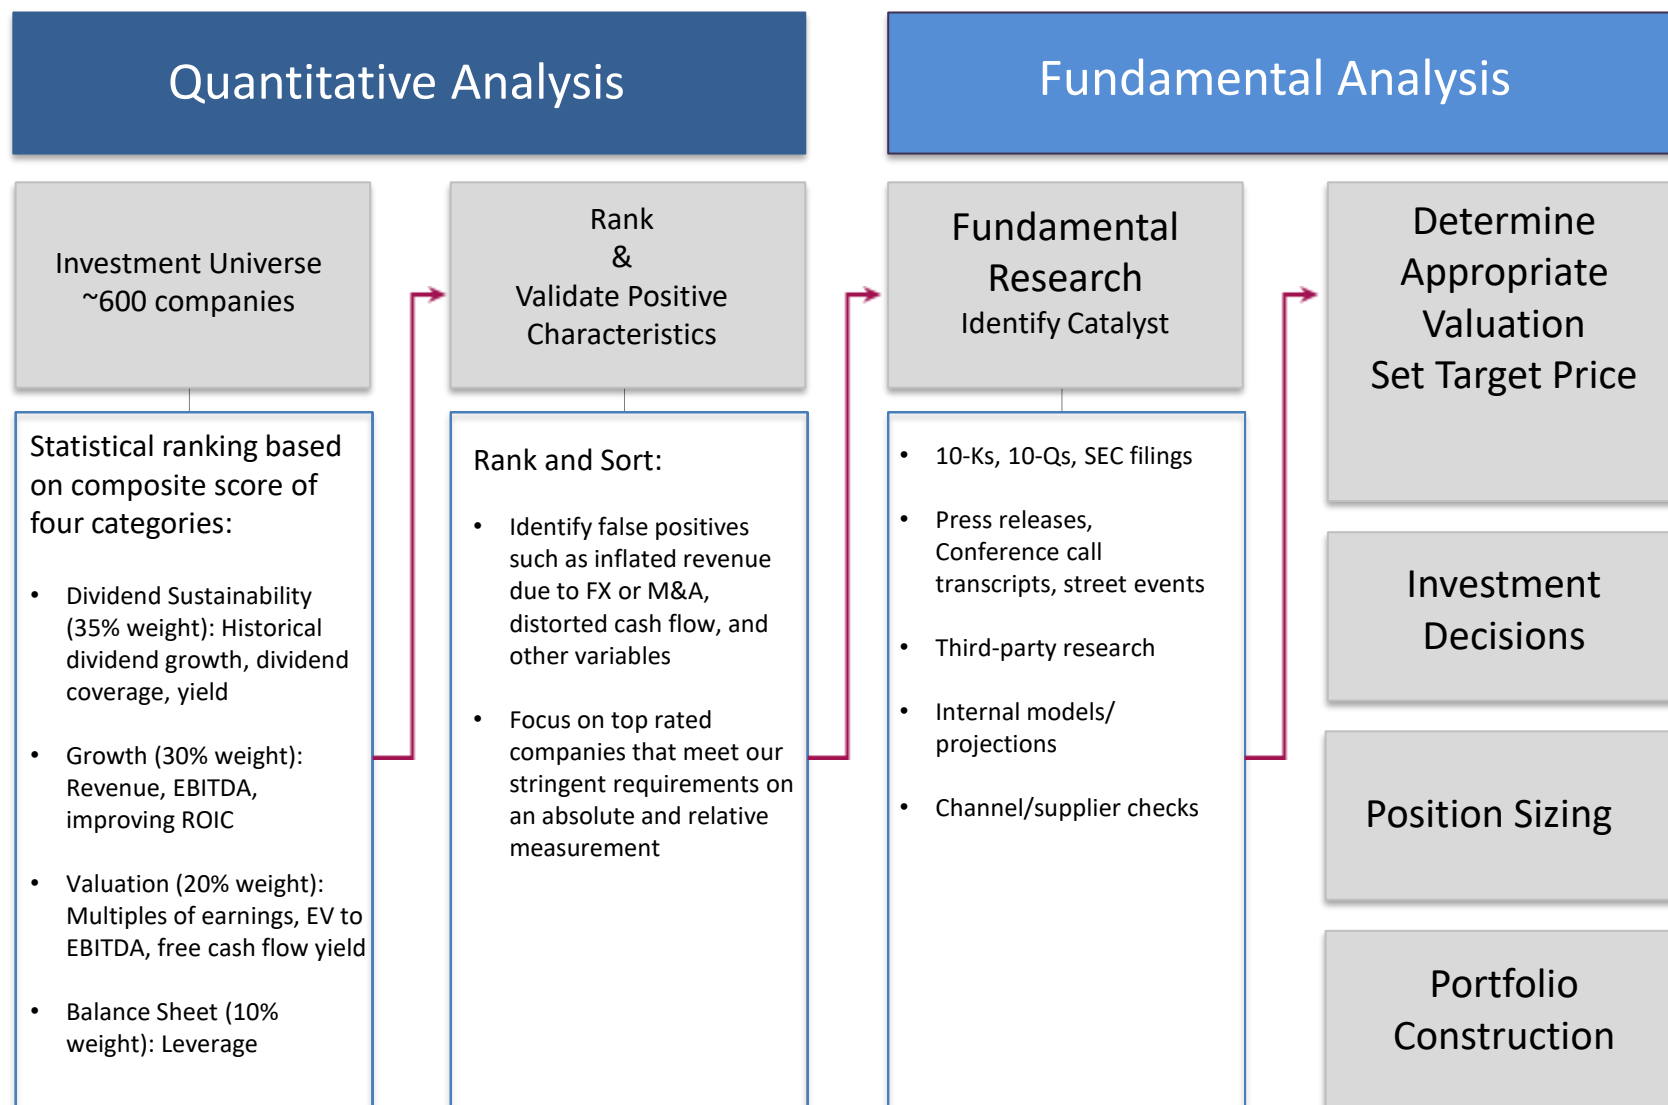 Quantitative Analysis
Fundamental Analysis
Investment Universe
~600 companies
Statistical ranking based
on composite score of
four categories:
• Dividend Sustainability
(35% weight): Historical
dividend growth, dividend
coverage, yield
• Growth (30% weight):
Revenue, EBITDA,
improving ROIC
• Valuation (20% weight):
Multiples of earnings, EV to
EBITDA, free cash flow yield
• Balance Sheet (10%
weight): Leverage
Rank
&
Validate Positive
Characteristics
Rank and Sort:
• Identify false positives
such as inflated revenue
due to FX or M&A,
distorted cash flow, and
other variables
• Focus on top rated
companies that meet our
stringent requirements on
an absolute and relative
measurement
Fundamental
Research
Identify Catalyst
• 10-Ks, 10-Qs, SEC filings
• Press releases,
Conference call
transcripts, street events
• Third-party research
• Internal models/
projections
• Channel/supplier checks
Determine
Appropriate
Valuation
Set Target Price
Investment
Decisions
Position Sizing
Portfolio
Construction